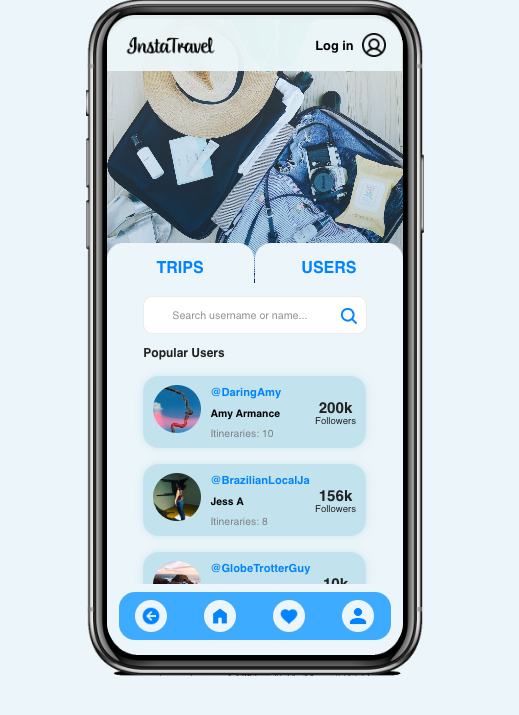 InstaTravel
Log in
TRIPS
USERS
Search username or name...
Popular Users
@DaringAmy
Amy Armance
Itineraries: 10
200k
Followers
@BrazilianLocalJa
Jess A
Itineraries: 8
156k
Followers
@GlobeTrotterGuy
10k